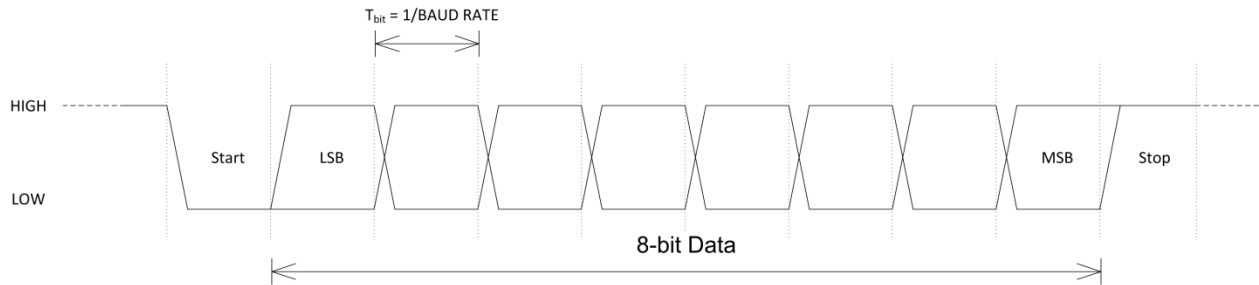 T_bit = 1/BAUD RATE
HIGH
Start
LSB
MSB
Stop
LOW
8-bit Data